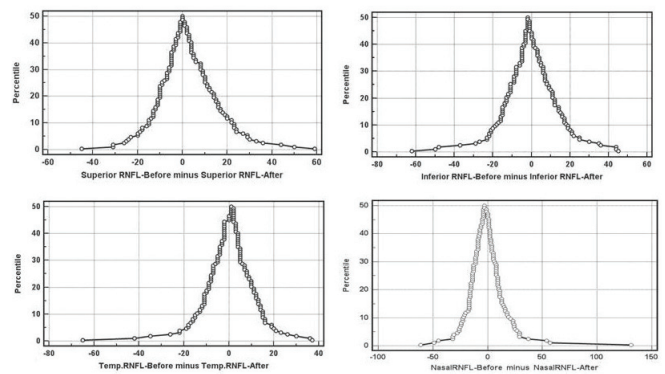 50
40
30
20
10
0
Percentile
-60 -40 -20 0 20 40 60
Superior RNFL-Before minus Superior RNFL-After
50
40
30
20
10
0
Percentile
-80 -60 -40 -20 0 20 40 60
Inferior RNFL-Before minus Inferior RNFL-After
50
40
30
20
10
0
Percentile
-80 -60 -40 -20 0 20 40
Temp.RNFL-Before minus Temp.RNFL-After
50
40
30
20
10
0
Percentile
-100 -50 0 50 100 150
NasalRNFL-Before minus NasalRNFL-After